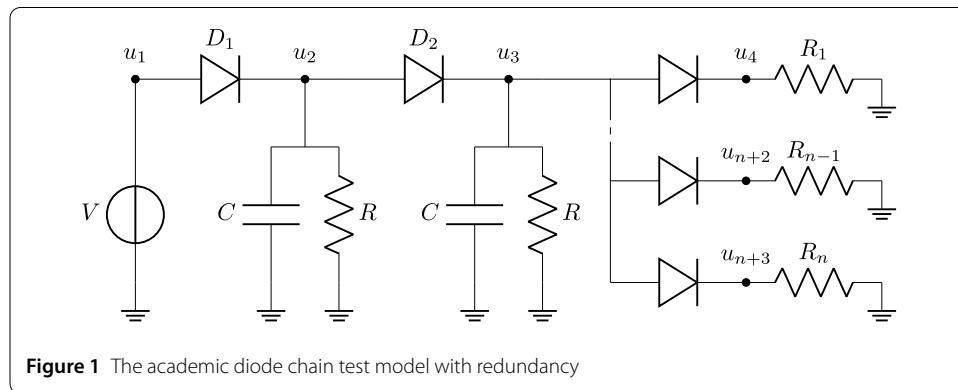 D₁
D₂
u₁
u₂
u₃
u₄
R₁
uₙ₊₂
Rₙ₋₁
V
C
R
C
R
uₙ₊₃
Rₙ
Figure 1 The academic diode chain test model with redundancy